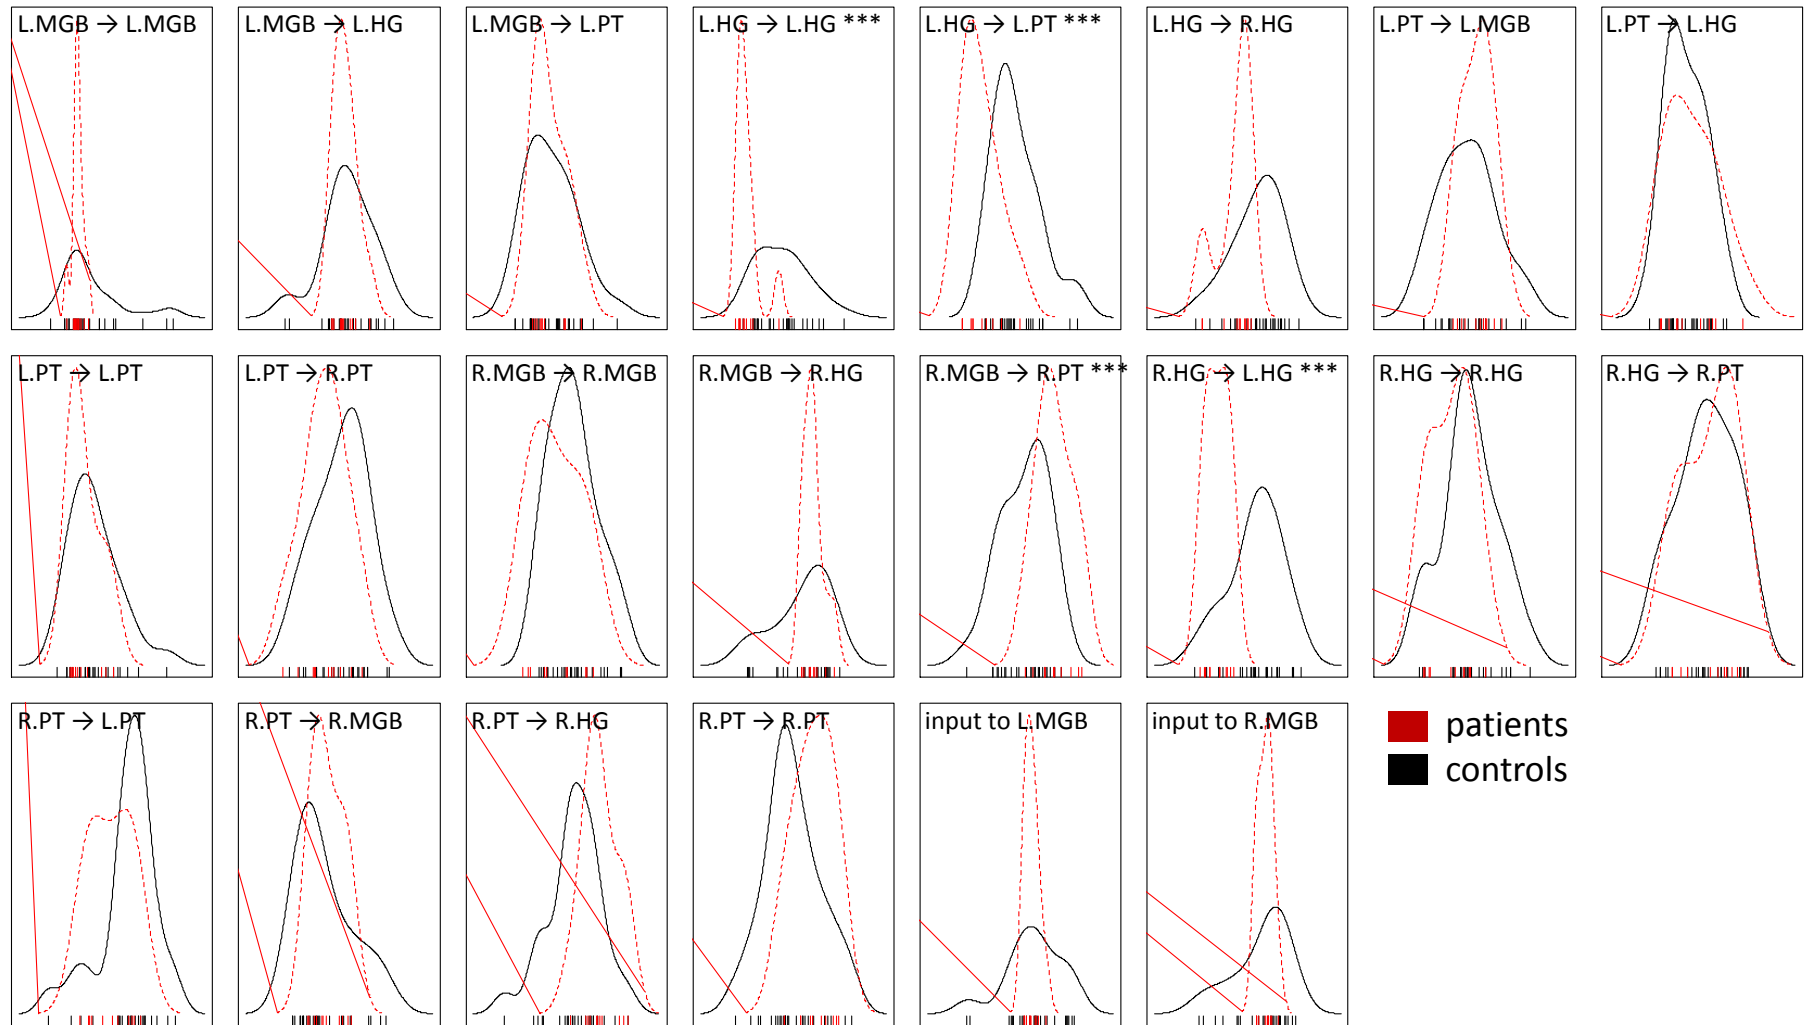 L.MGB → L.MGB
L.MGB → L.HG
L.MGB → L.PT
L.HG → L.HG ***
L.HG → L.PT ***
L.HG → R.HG
L.PT → L.MGB
L.PT → L.HG
L.PT → L.PT
L.PT → R.PT
R.MGB → R.MGB
R.MGB → R.HG
R.MGB → R.PT ***
R.HG → L.HG ***
R.HG → R.HG
R.HG → R.PT
R.PT → L.PT
R.PT → R.MGB
R.PT → R.HG
R.PT → R.PT
input to L.MGB
input to R.MGB
patients
controls